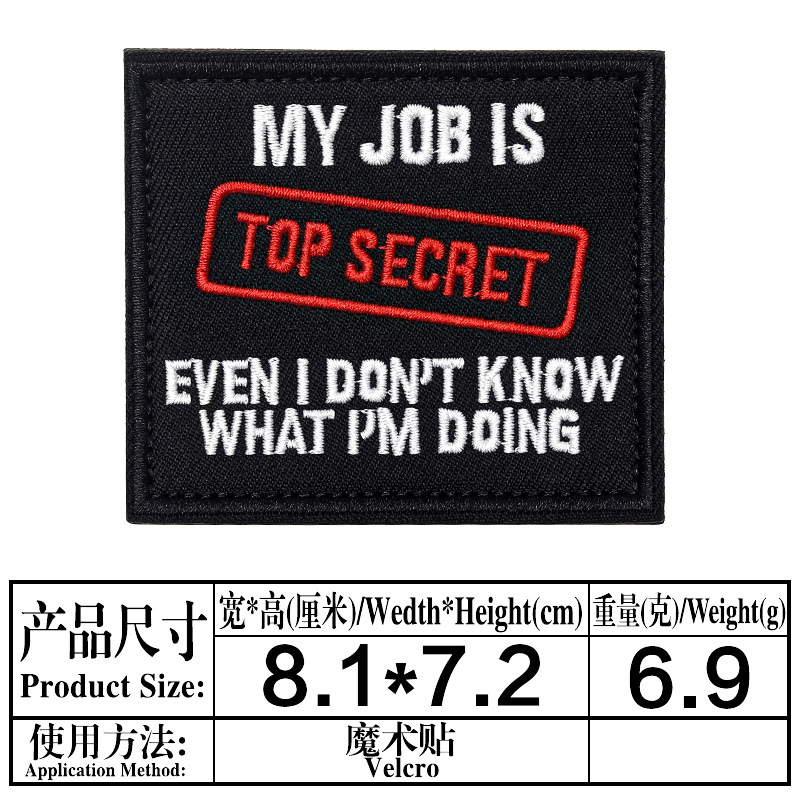 MY JOB IS
TOP SECRET
EVEN I DON'T KNOW
WHAT I'M DOING
产品尺寸
Product Size:
宽*高(厘米)/Wedth*Height(cm)
重量(克)/Weight(g)
8.1*7.2
6.9
使用方法:
Application Method:
魔术贴
Velcro